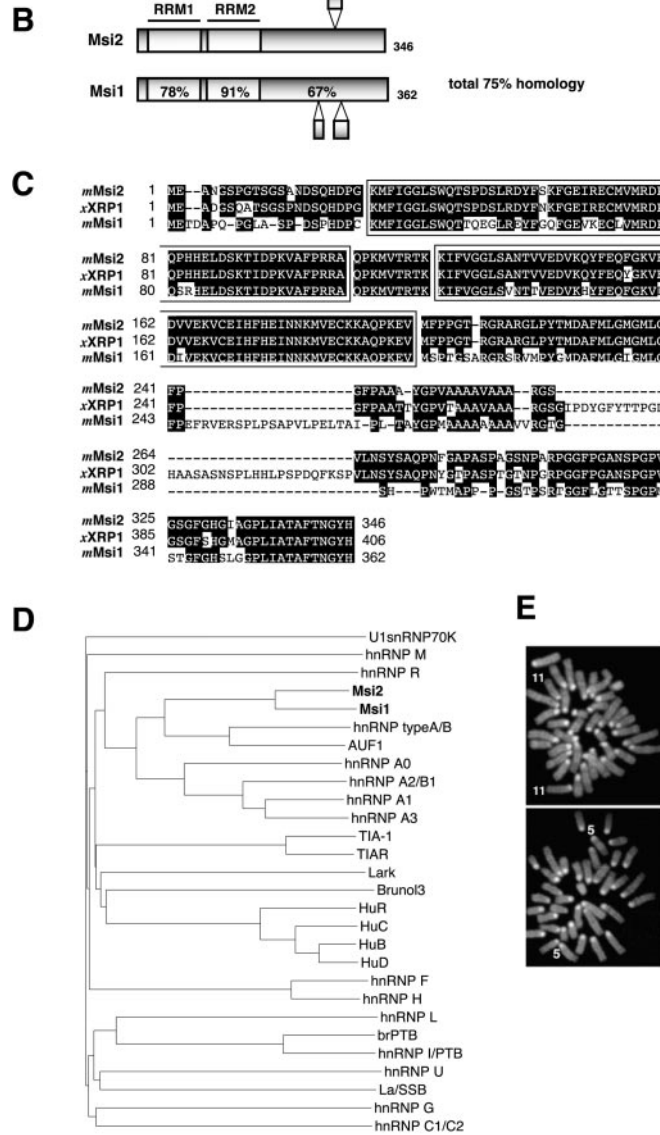 B
RRM1 RRM2
Msi2 346
Msi1 78% 91% 67% 362 total 75% homology
C
mMsi2 1 ME--ANGSPGTSGSANDSQHDPG KMFIGGLSWQTSPDSLRDYFSKFGEIRECMVMRD
xXRP1 1 ME--ADGSQATSGSPNDSQHDPG KMFIGGLSWQTSPDSLRDYFNKFGEIRECMVMRD
mMsi1 1 METDAPQ-PGLA-SP-DSPHDPC KMFIGGLSWQTTQEGLREYFGQFGEVKECLVMRD
mMsi2 81 QPHHELDSKTIDPKVAFPRRA QPKMVTRTK KIFVGGLSANTVVEDVKQYFEQFGKV
xXRP1 81 QPHHELDSKTIDPKVAFPRRA QPKMVTRTK KIFVGGLSANTVVEDVKQYFEQYGKV
mMsi1 80 QSRHELDSKTIDPKVAFPRRA QPKMVTRTK KIFVGGLSVNTTVEDVKHYFEQFGKV
mMsi2 162 DVVEKVCEIHFHEINNKMVECKKAQPKEV MFPPGT-RGRARGLPYTMDAFMLGMGML
xXRP1 162 DVVEKVCEIHFHEINNKMVECKKAQPKEV MFPPGT-RGRARGLPYTMDAFMLGMGML
mMsi1 161 DIVEKVCEIHFHEINNKMVECKKAQPKEV MSPTGSARGRSRVMPYGMDAFMLGIGML
mMsi2 241 FP--------------------GFPAAA-YGPVAAAAVAAA-RGS------------
xXRP1 241 FP--------------------GFPAATTYGPVTAAAVAAA-RGSGIPDYGFYTTPG
mMsi1 243 FPEFRVERSPLPSAPVLPELTAI-PL-TAYGPMAAAAAAAAVVRGTG-----------
mMsi2 264 ----------------------VLNSYSAQPNFGAPASPAGSNPARPGGFPGANSPGP
xXRP1 302 HAASASNSPLHHLPSPDQFKSPVLNSYSAQPNYGTPASPTGTNPGRPGGFPGANSPGP
mMsi1 288 -------------------------SH--PWTMAPP-P-GSTPSRTGGFLGTTSPGP
mMsi2 325 GSGFGHGIAGPLIATAFTNGYH 346
xXRP1 385 GSGFSHGMAGPLIATAFTNGYH 406
mMsi1 341 STGFGHSLGGPLIATAFTNGYH 362
D
U1snRNP70K
hnRNP M
hnRNP R
Msi2
Msi1
hnRNP typeA/B
AUF1
hnRNP A0
hnRNP A2/B1
hnRNP A1
hnRNP A3
TIA-1
TIAR
Lark
Brunol3
HuR
HuC
HuB
HuD
hnRNP F
hnRNP H
hnRNP L
brPTB
hnRNP I/PTB
hnRNP U
La/SSB
hnRNP G
hnRNP C1/C2
E
11
11
5
5